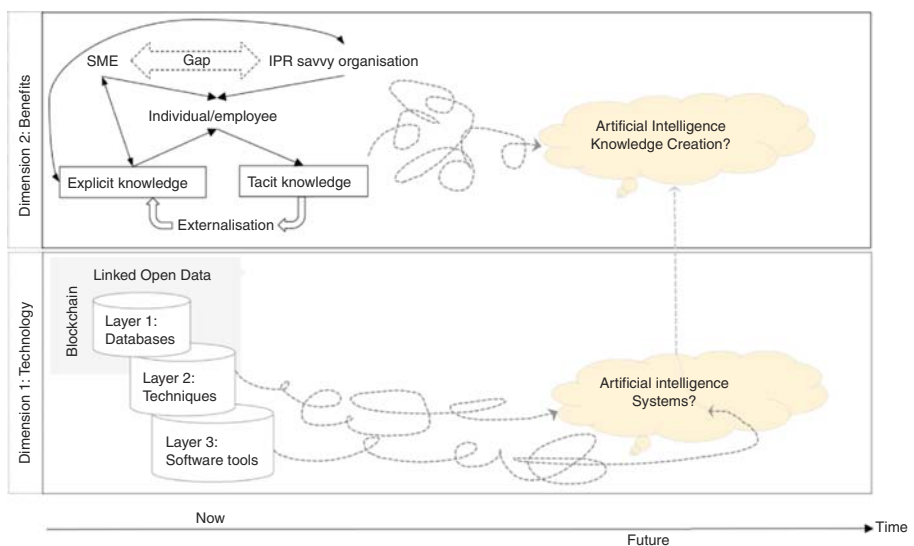 Dimension 2: Benefits
SME
Gap
IPR savvy organisation
Individual/employee
Explicit knowledge
Tacit knowledge
Externalisation
Artificial Intelligence
Knowledge Creation?
Dimension 1: Technology
Linked Open Data
Blockchain
Layer 1:
Databases
Layer 2:
Techniques
Layer 3:
Software tools
Artificial intelligence
Systems?
Now
Future
Time